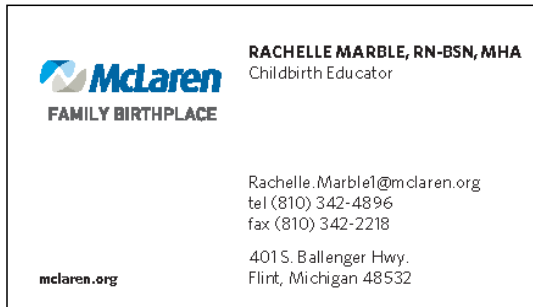 McLaren
FAMILY BIRTHPLACE
RACHELLE MARBLE, RN-BSN, MHA
Childbirth Educator
Rachelle.Marble1@mclaren.org
tel (810) 342-4896
fax (810) 342-2218
401 S. Ballenger Hwy.
Flint, Michigan 48532
mclaren.org